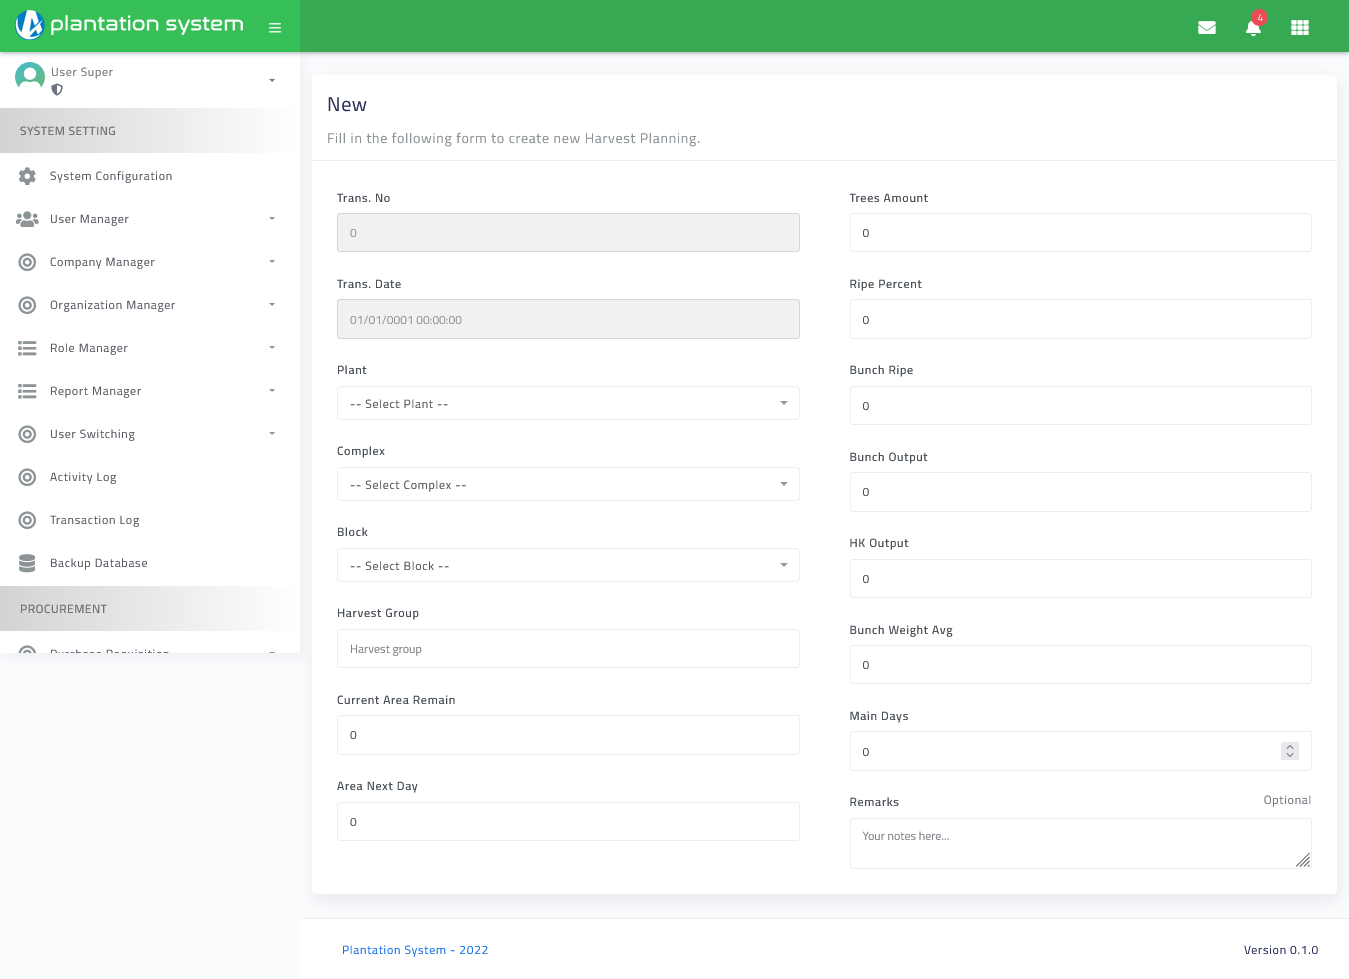 plantation system
4
User Super
SYSTEM SETTING
System Configuration
User Manager
Company Manager
Organization Manager
Role Manager
Report Manager
User Switching
Activity Log
Transaction Log
Backup Database
PROCUREMENT
Purchase Requisition
New
Fill in the following form to create new Harvest Planning.
Trans. No
0
Trans. Date
01/01/0001 00:00:00
Plant
-- Select Plant --
Complex
-- Select Complex --
Block
-- Select Block --
Harvest Group
Harvest group
Current Area Remain
0
Area Next Day
0
Trees Amount
0
Ripe Percent
0
Bunch Ripe
0
Bunch Output
0
HK Output
0
Bunch Weight Avg
0
Main Days
0
Remarks Optional
Your notes here...
Plantation System - 2022
Version 0.1.0